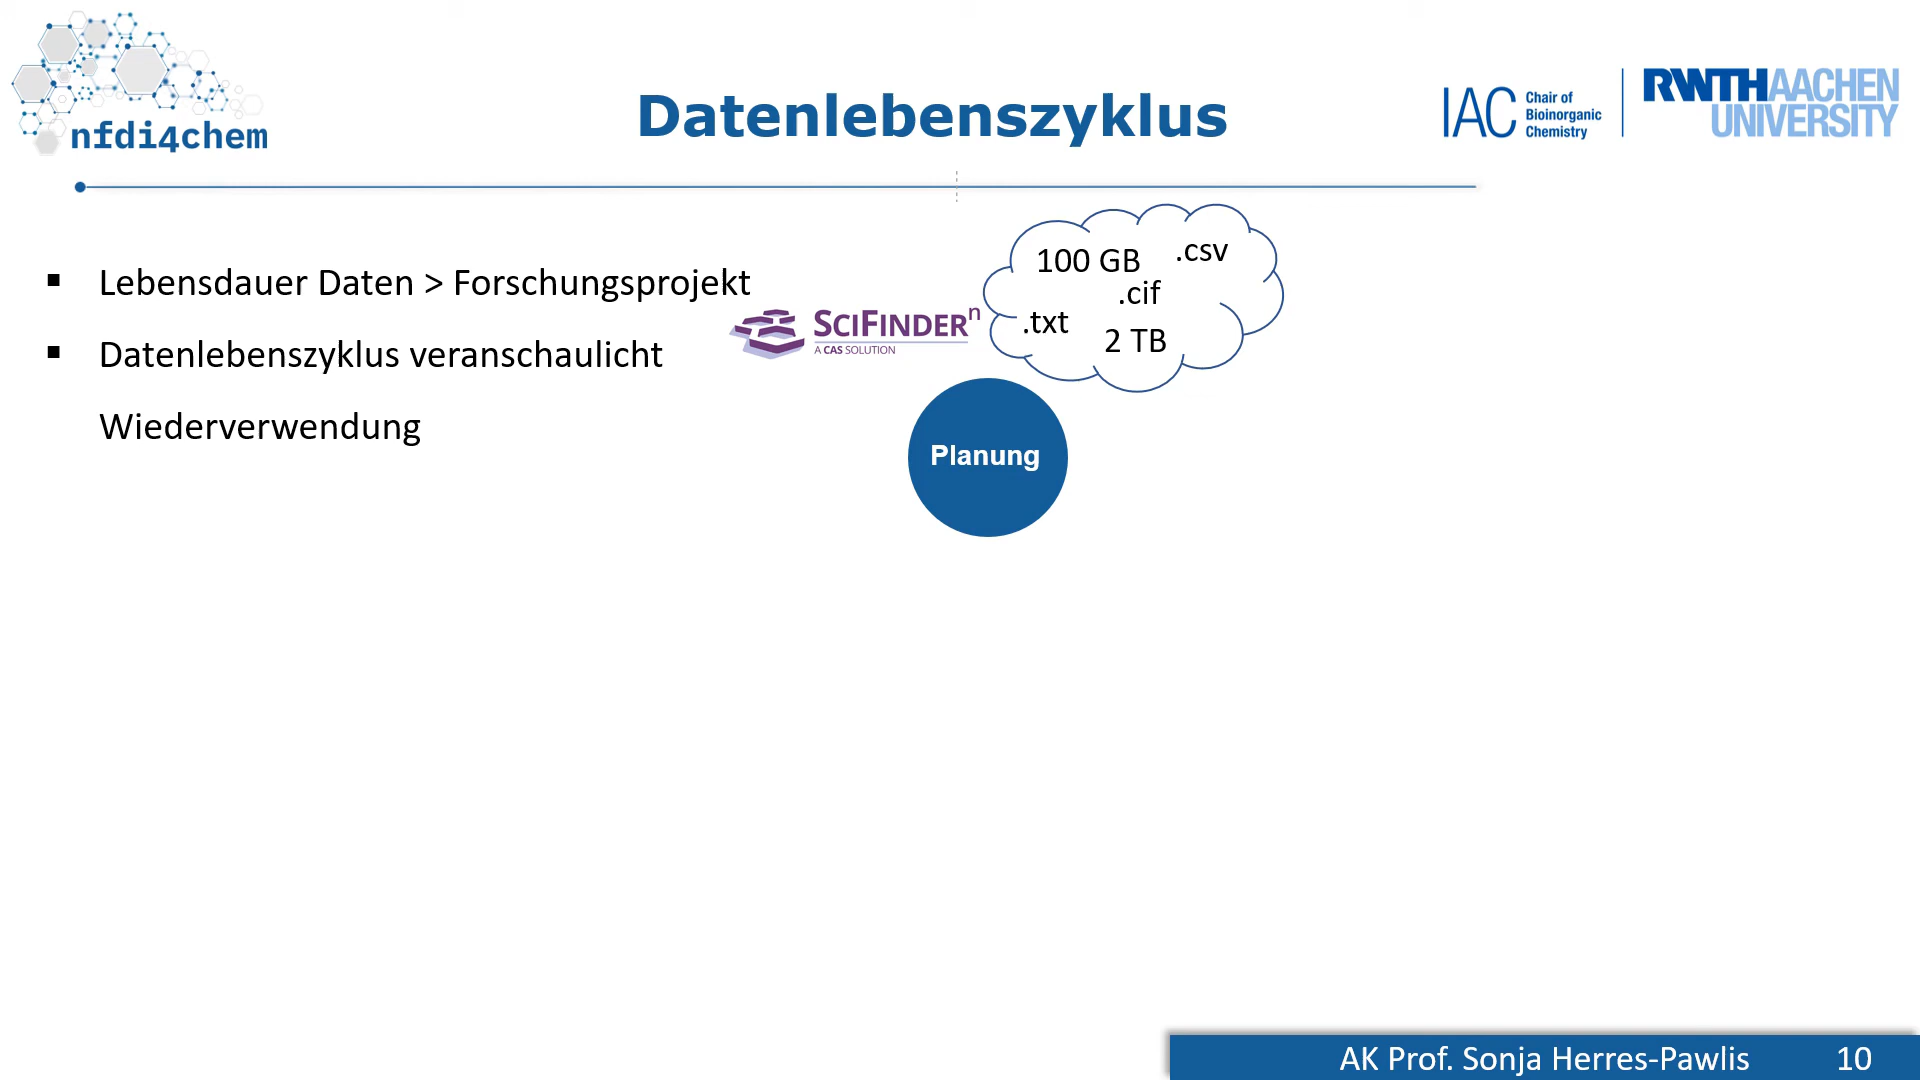 nfdi4chem
Datenlebenszyklus
IAC
Chair of
Bioinorganic
Chemistry
RWTH AACHEN
UNIVERSITY
▪ Lebensdauer Daten > Forschungsprojekt
▪ Datenlebenszyklus veranschaulicht
Wiederverwendung
SCIFINDERⁿ
A CAS SOLUTION
100 GB
.csv
.cif
.txt
2 TB
Planung
AK Prof. Sonja Herres-Pawlis
10